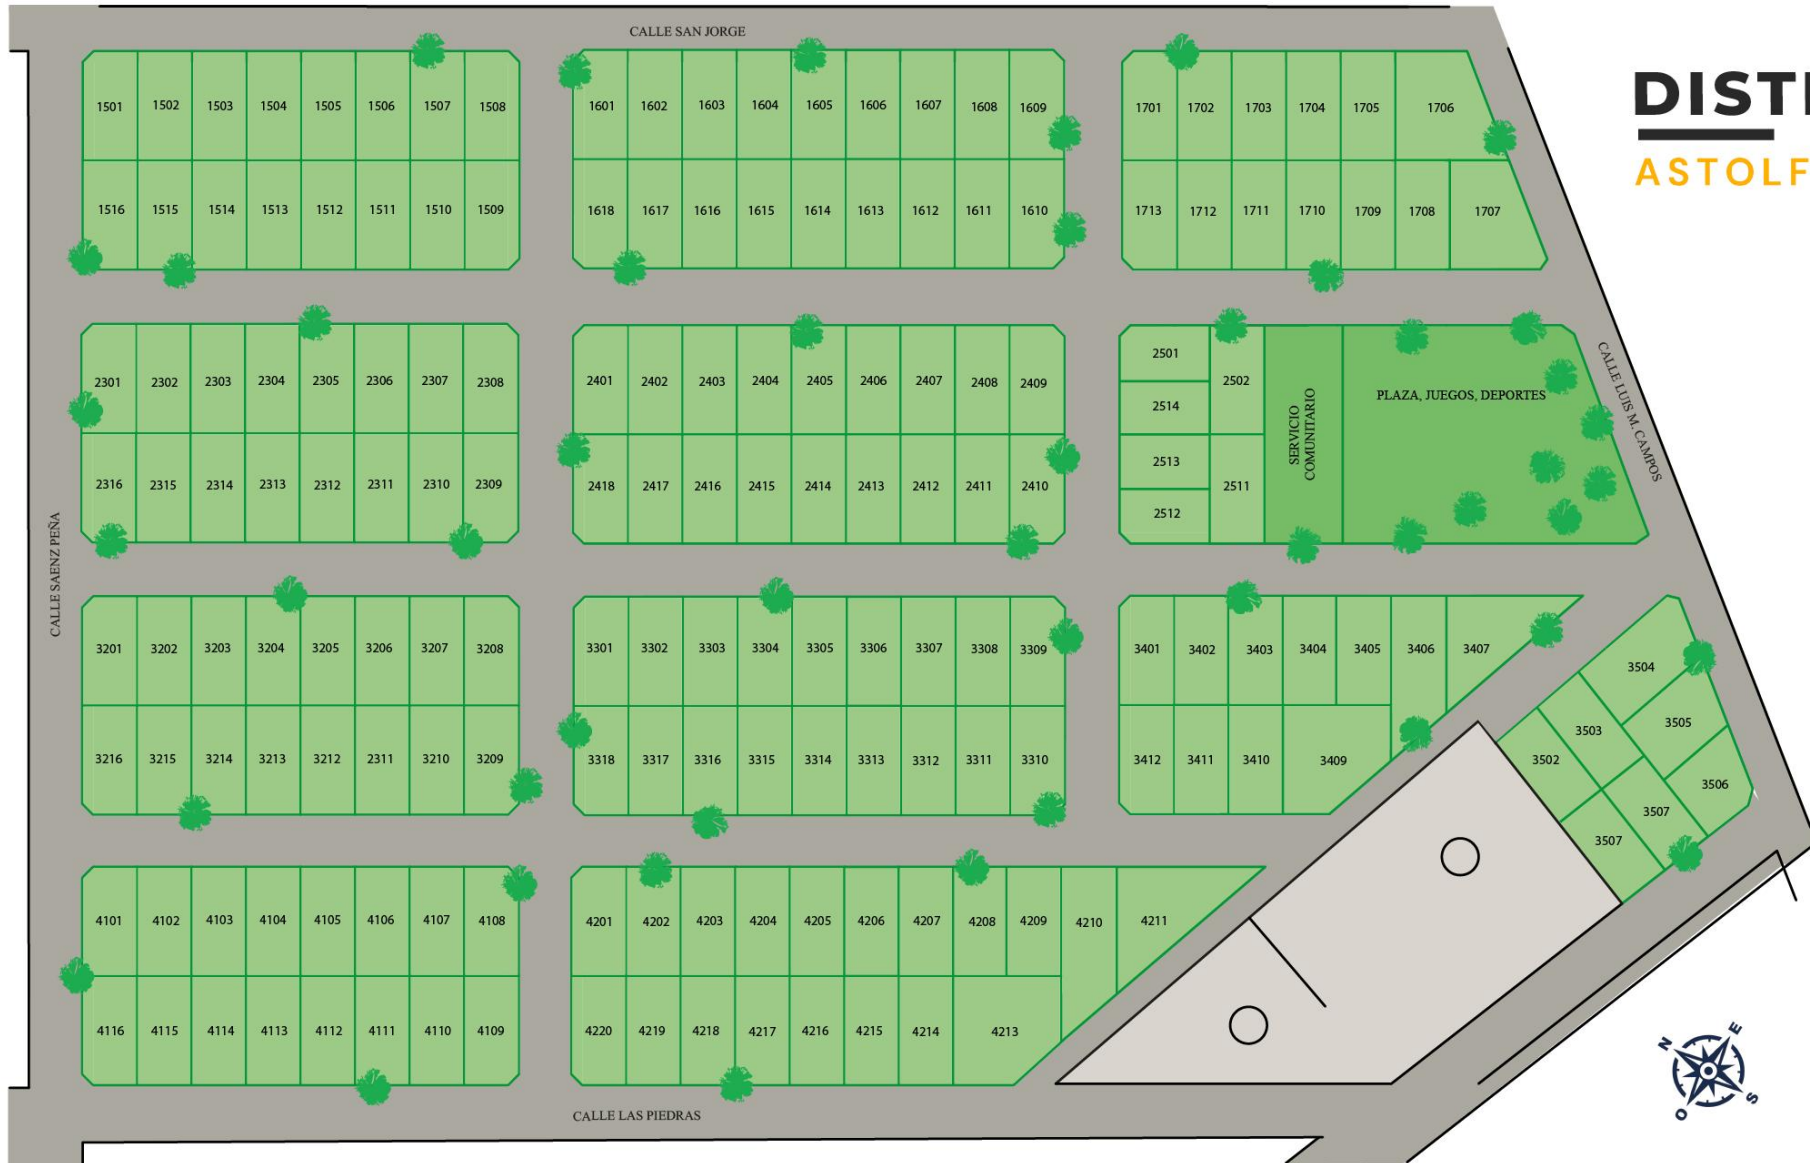 CALLE SAN JORGE
DIST
ASTOLF
1501 1502 1503 1504 1505 1506 1507 1508
1516 1515 1514 1513 1512 1511 1510 1509
1601 1602 1603 1604 1605 1606 1607 1608 1609
1618 1617 1616 1615 1614 1613 1612 1611 1610
1701 1702 1703 1704 1705 1706
1713 1712 1711 1710 1709 1708 1707
2301 2302 2303 2304 2305 2306 2307 2308
2316 2315 2314 2313 2312 2311 2310 2309
2401 2402 2403 2404 2405 2406 2407 2408 2409
2418 2417 2416 2415 2414 2413 2412 2411 2410
2501
2502
2514
2513
2511
2512
SERVICIO
COMUNITARIO
PLAZA, JUEGOS, DEPORTES
CALLE LUIS M. CAMPOS
CALLE SAENZ PEÑA
3201 3202 3203 3204 3205 3206 3207 3208
3216 3215 3214 3213 3212 2311 3210 3209
3301 3302 3303 3304 3305 3306 3307 3308 3309
3318 3317 3316 3315 3314 3313 3312 3311 3310
3401 3402 3403 3404 3405 3406 3407
3412 3411 3410 3409
3504
3503 3505
3502 3506
3507
3507
4101 4102 4103 4104 4105 4106 4107 4108
4116 4115 4114 4113 4112 4111 4110 4109
4201 4202 4203 4204 4205 4206 4207 4208 4209 4210 4211
4220 4219 4218 4217 4216 4215 4214 4213
N E
O S
CALLE LAS PIEDRAS